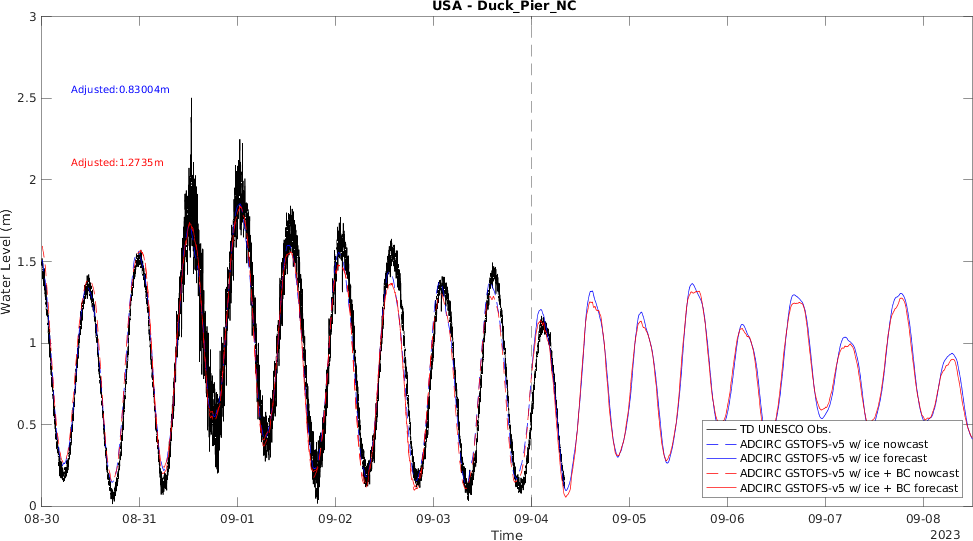 USA - Duck_Pier_NC
3
2.5
2
1.5
1
0.5
0
Water Level (m)
Adjusted:0.83004m
Adjusted:1.2735m
TD UNESCO Obs.
ADCIRC GSTOFS-v5 w/ ice nowcast
ADCIRC GSTOFS-v5 w/ ice forecast
ADCIRC GSTOFS-v5 w/ ice + BC nowcast
ADCIRC GSTOFS-v5 w/ ice + BC forecast
08-30 08-31 09-01 09-02 09-03 09-04 09-05 09-06 09-07 09-08
Time
2023